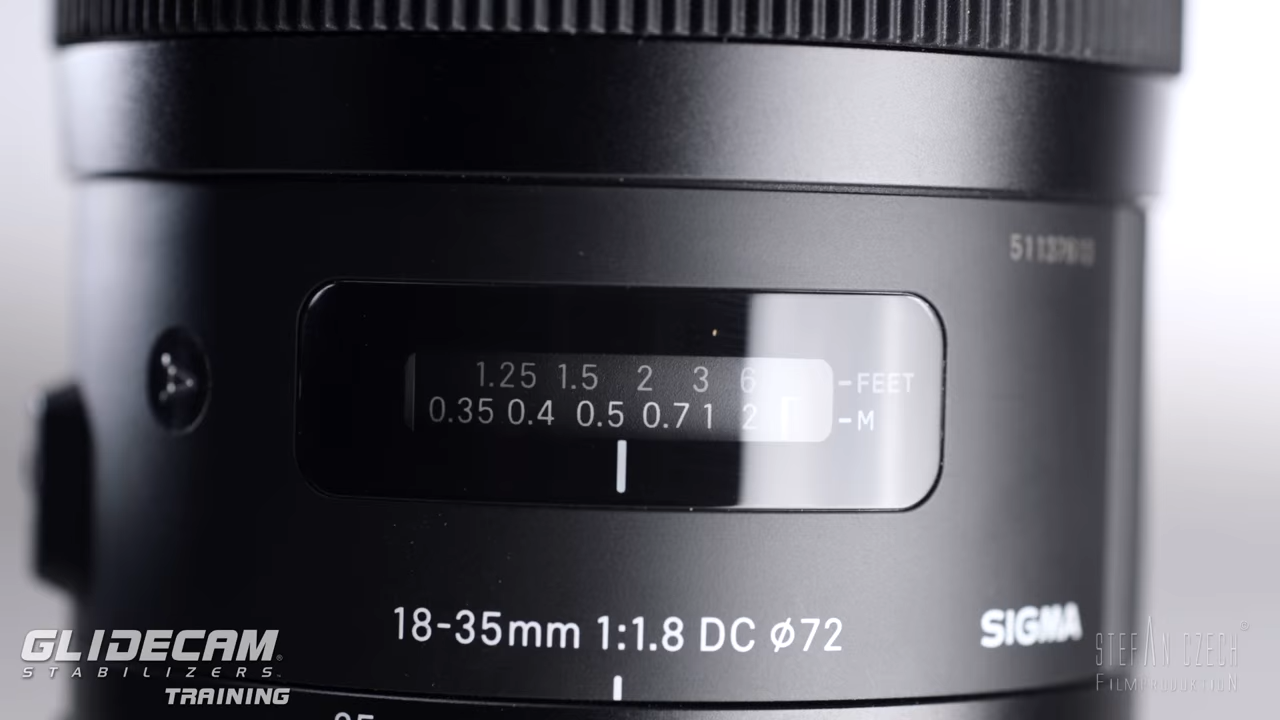 1.25 1.5 2 3 6 -FEET
0.35 0.4 0.5 0.7 1 2 -M
18-35mm 1:1.8 DC ø72
SIGMA
GLIDECAM®
STABILIZERS
TRAINING
STEFAN CZECH©
FILMPRODUKTION